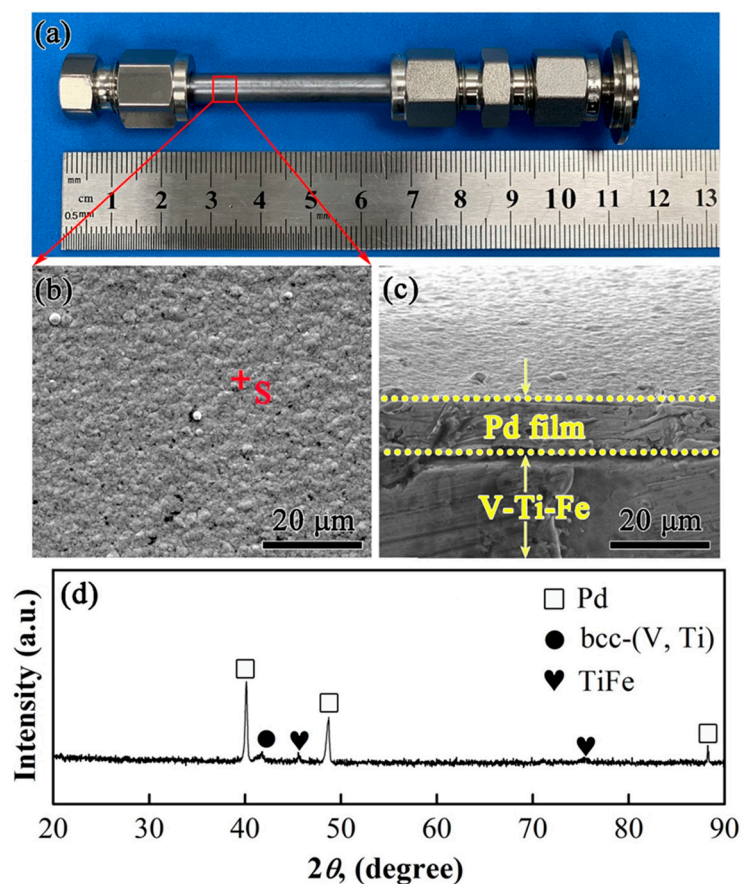 (a)
mm
cm
0.5mm
1 2 3 4 5 6 7 8 9 10 11 12 13
mm
(b)
S
20 μm
(c)
Pd film
V-Ti-Fe
20 μm
(d)
Pd
bcc-(V, Ti)
TiFe
Intensity (a.u.)
20 30 40 50 60 70 80 90
2θ, (degree)